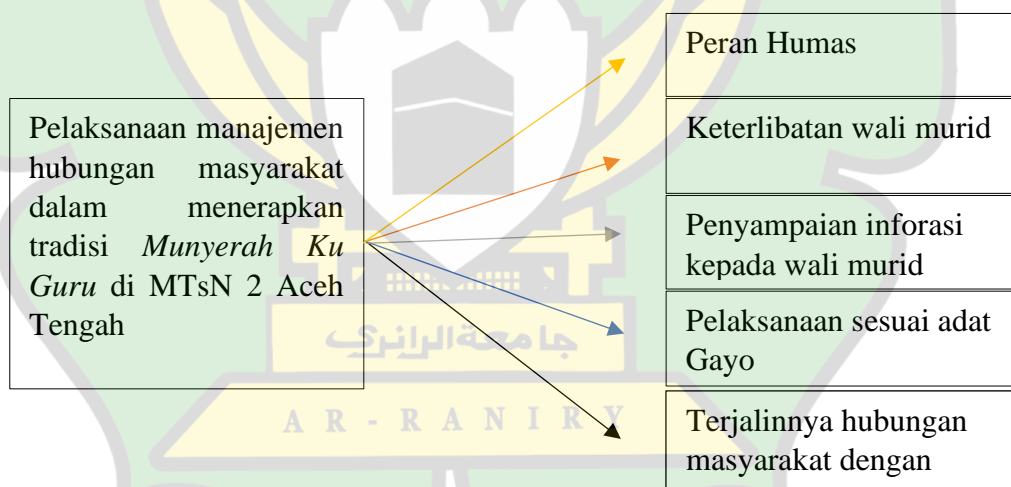 Peran Humas
Pelaksanaan manajemen
hubungan masyarakat
dalam menerapkan
tradisi Munyerah Ku
Guru di MTsN 2 Aceh
Tengah
Keterlibatan wali murid
Penyampaian inforasi
kepada wali murid
Pelaksanaan sesuai adat
Gayo
Terjalinnya hubungan
masyarakat dengan
جامعة الرانري
AR-RANIRY